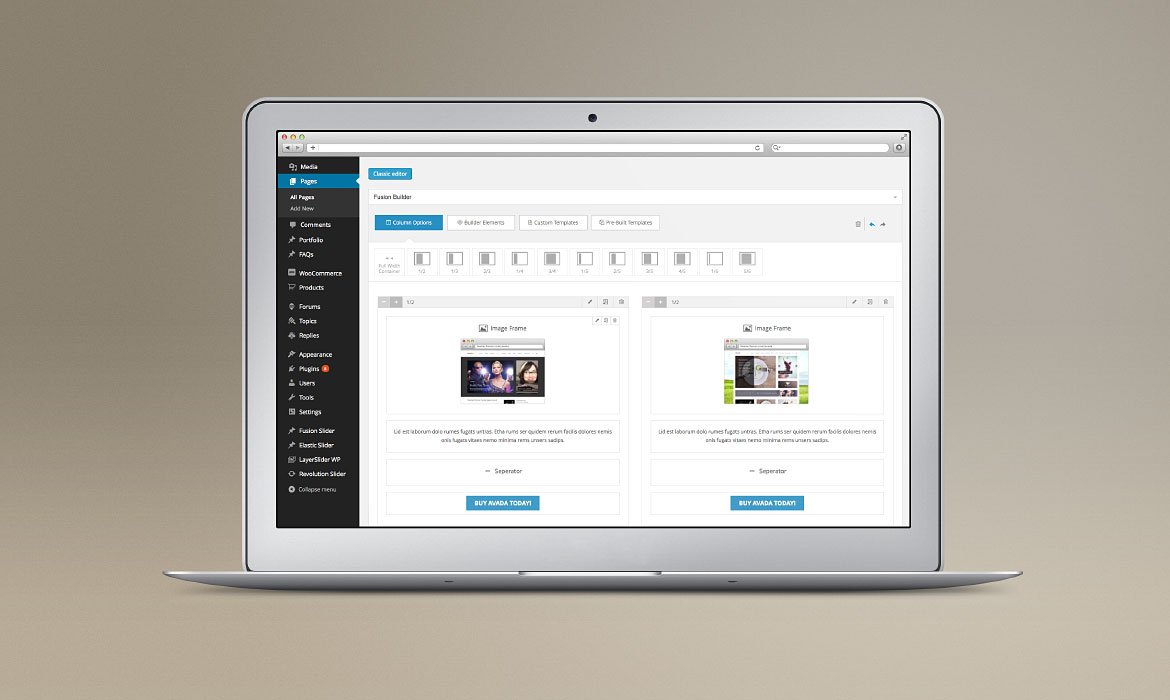 Media
Pages
All Pages
Add New
Comments
Portfolio
FAQs
WooCommerce
Products
Forums
Topics
Replies
Appearance
Plugins
Users
Tools
Settings
Fusion Slider
Elastic Slider
LayerSlider WP
Revolution Slider
Collapse menu
Classic editor
Fusion Builder
Column Options
Builder Elements
Custom Templates
Pre-Built Templates
Full Width
Container
1/2
1/3
2/3
1/4
3/4
1/5
2/5
3/5
4/5
1/6
5/6
1/2
Image Frame
Lid est laborum dolo rumes fugats untras. Etha rums ser quidem rerum facilis dolores nemis
onis fugats vitaes nemo minima rems unsers sadips.
Seperator
BUY AVADA TODAY!
1/2
Image Frame
Lid est laborum dolo rumes fugats untras. Etha rums ser quidem rerum facilis dolores nemis
onis fugats vitaes nemo minima rems unsers sadips.
Seperator
BUY AVADA TODAY!